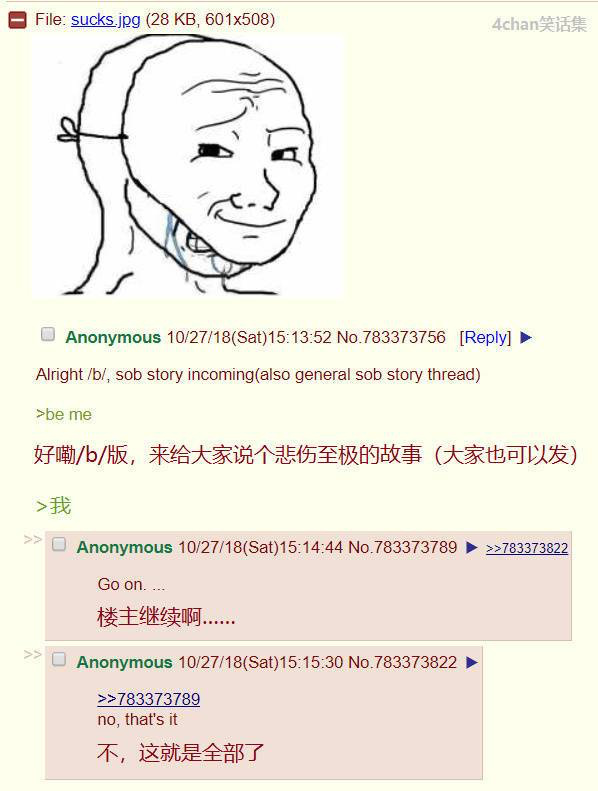 File: sucks.jpg (28 KB, 601x508)
4chan笑话集
Anonymous 10/27/18(Sat)15:13:52 No.783373756 [Reply] ▶
Alright /b/, sob story incoming(also general sob story thread)
>be me
好嘞/b/版，来给大家说个悲伤至极的故事（大家也可以发）
>我
>> Anonymous 10/27/18(Sat)15:14:44 No.783373789 ▶ >>783373822
Go on. ...
楼主继续啊......
>> Anonymous 10/27/18(Sat)15:15:30 No.783373822 ▶
>>783373789
no, that's it
不，这就是全部了